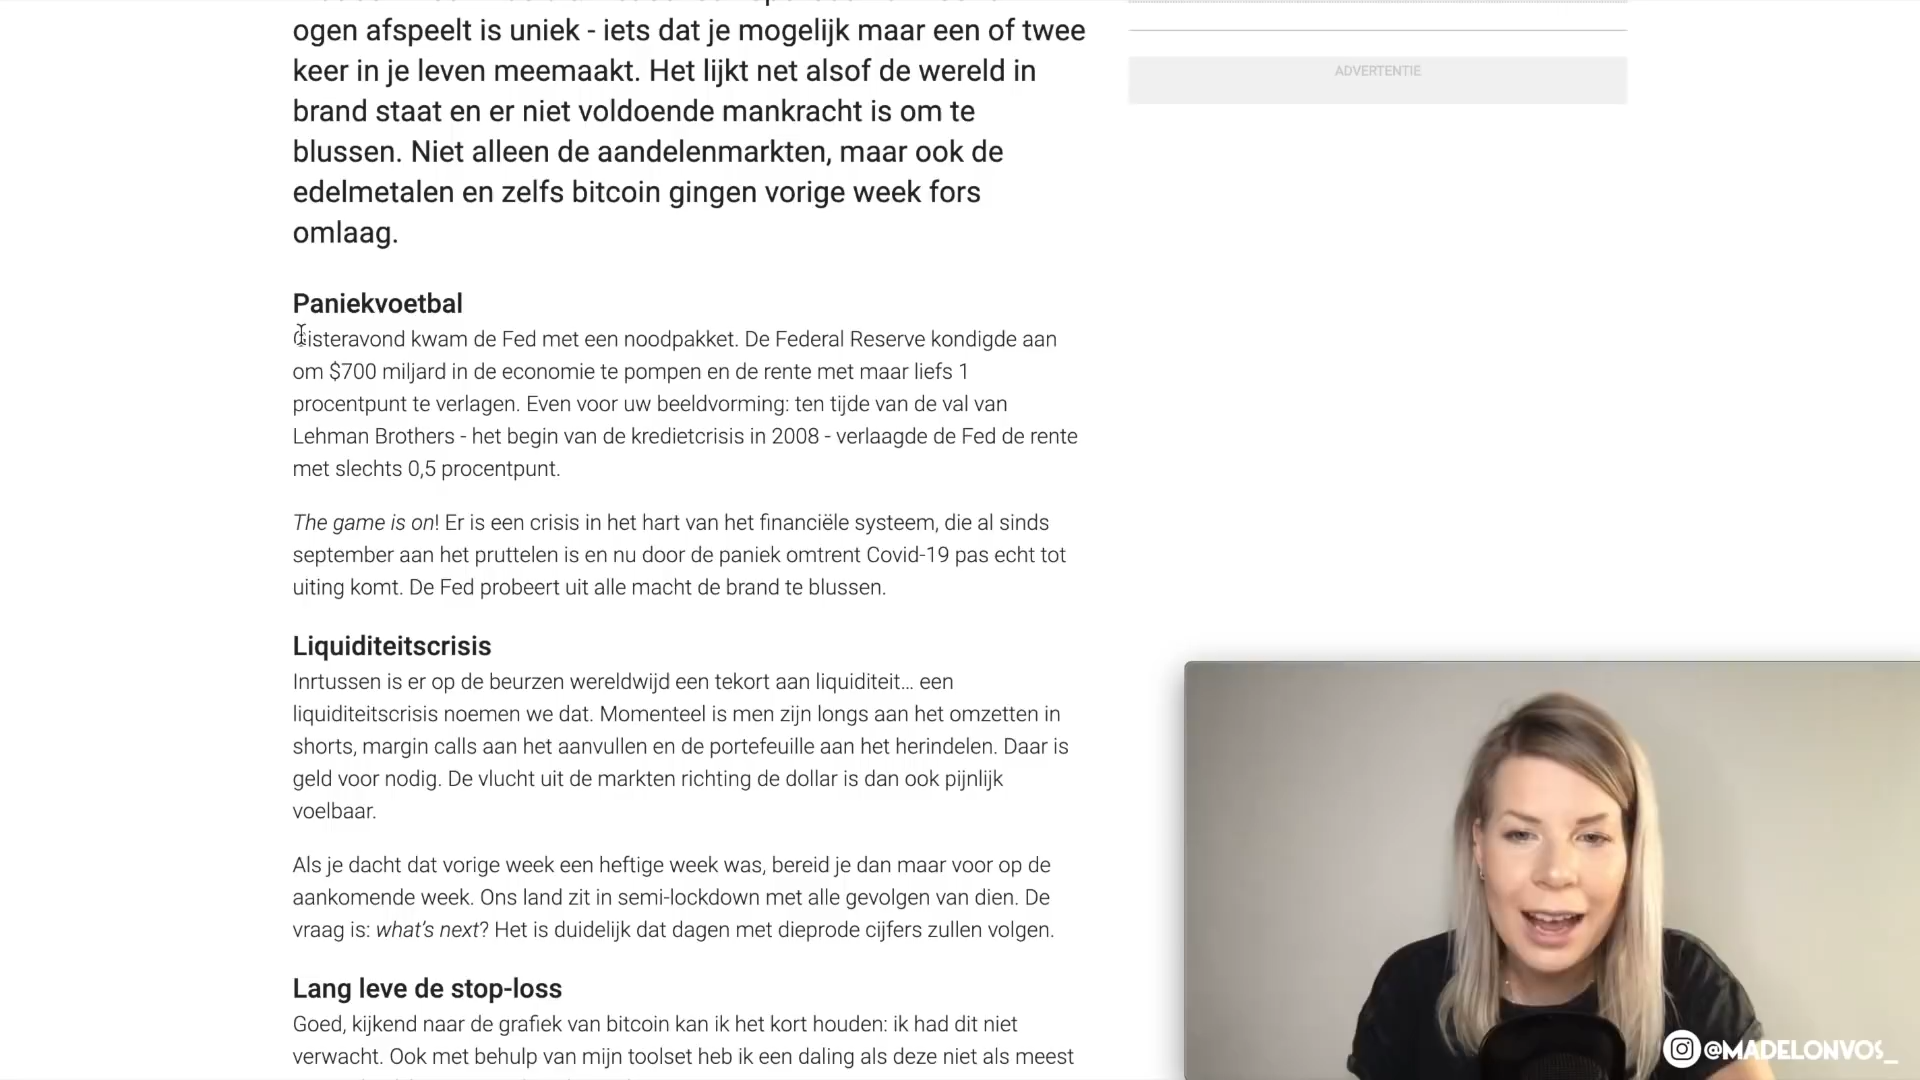 ogen afspeelt is uniek - iets dat je mogelijk maar een of twee
keer in je leven meemaakt. Het lijkt net alsof de wereld in
brand staat en er niet voldoende mankracht is om te
blussen. Niet alleen de aandelenmarkten, maar ook de
edelmetalen en zelfs bitcoin gingen vorige week fors
omlaag.
ADVERTENTIE
Paniekvoetbal
Gisteravond kwam de Fed met een noodpakket. De Federal Reserve kondigde aan
om $700 miljard in de economie te pompen en de rente met maar liefs 1
procentpunt te verlagen. Even voor uw beeldvorming: ten tijde van de val van
Lehman Brothers - het begin van de kredietcrisis in 2008 - verlaagde de Fed de rente
met slechts 0,5 procentpunt.
The game is on! Er is een crisis in het hart van het financiële systeem, die al sinds
september aan het pruttelen is en nu door de paniek omtrent Covid-19 pas echt tot
uiting komt. De Fed probeert uit alle macht de brand te blussen.
Liquiditeitscrisis
Inrtussen is er op de beurzen wereldwijd een tekort aan liquiditeit… een
liquiditeitscrisis noemen we dat. Momenteel is men zijn longs aan het omzetten in
shorts, margin calls aan het aanvullen en de portefeuille aan het herindelen. Daar is
geld voor nodig. De vlucht uit de markten richting de dollar is dan ook pijnlijk
voelbaar.
Als je dacht dat vorige week een heftige week was, bereid je dan maar voor op de
aankomende week. Ons land zit in semi-lockdown met alle gevolgen van dien. De
vraag is: what's next? Het is duidelijk dat dagen met dieprode cijfers zullen volgen.
Lang leve de stop-loss
Goed, kijkend naar de grafiek van bitcoin kan ik het kort houden: ik had dit niet
verwacht. Ook met behulp van mijn toolset heb ik een daling als deze niet als meest
@MADELONVOS_